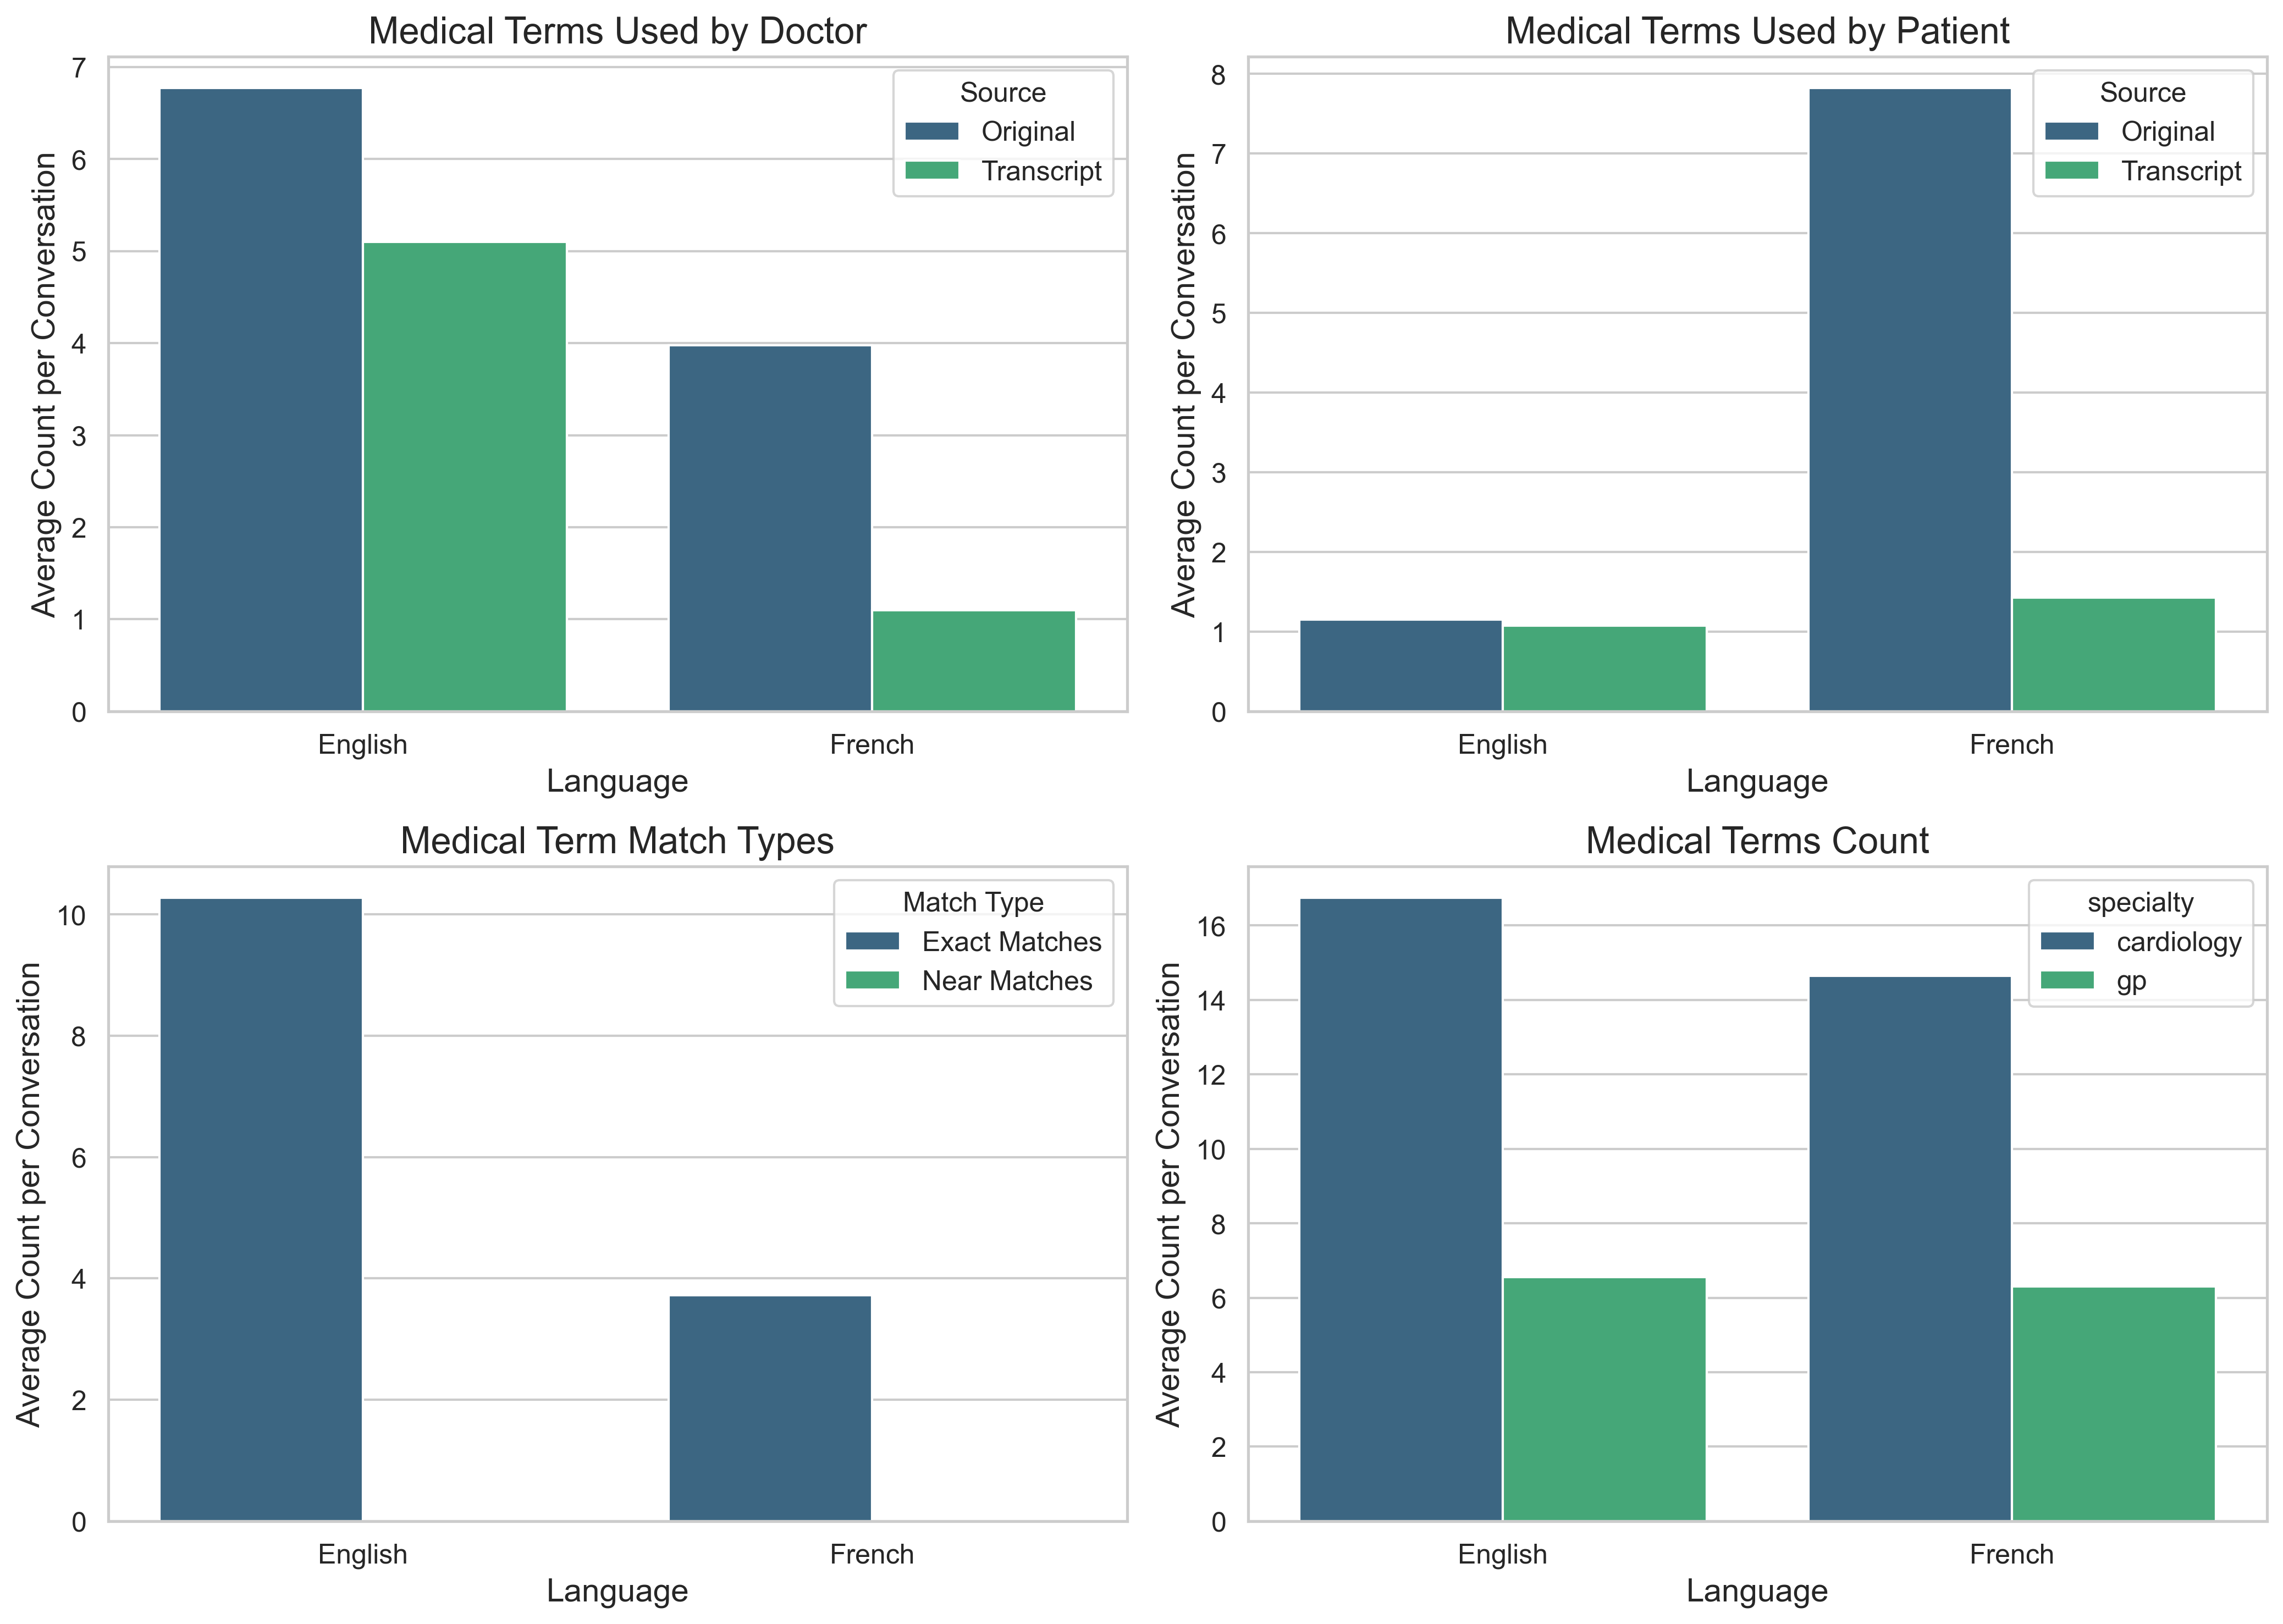 Medical Terms Used by Doctor
Average Count per Conversation
7
6
5
4
3
2
1
0
Source
Original
Transcript
English
French
Language
Medical Terms Used by Patient
Average Count per Conversation
8
7
6
5
4
3
2
1
0
Source
Original
Transcript
English
French
Language
Medical Term Match Types
Average Count per Conversation
10
8
6
4
2
0
Match Type
Exact Matches
Near Matches
English
French
Language
Medical Terms Count
Average Count per Conversation
16
14
12
10
8
6
4
2
0
specialty
cardiology
gp
English
French
Language